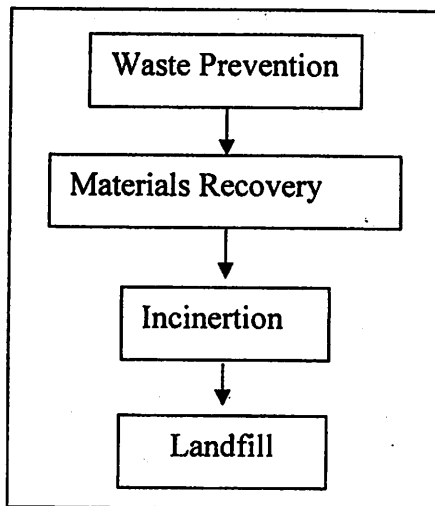 Waste Prevention
Materials Recovery
Incinertion
Landfill